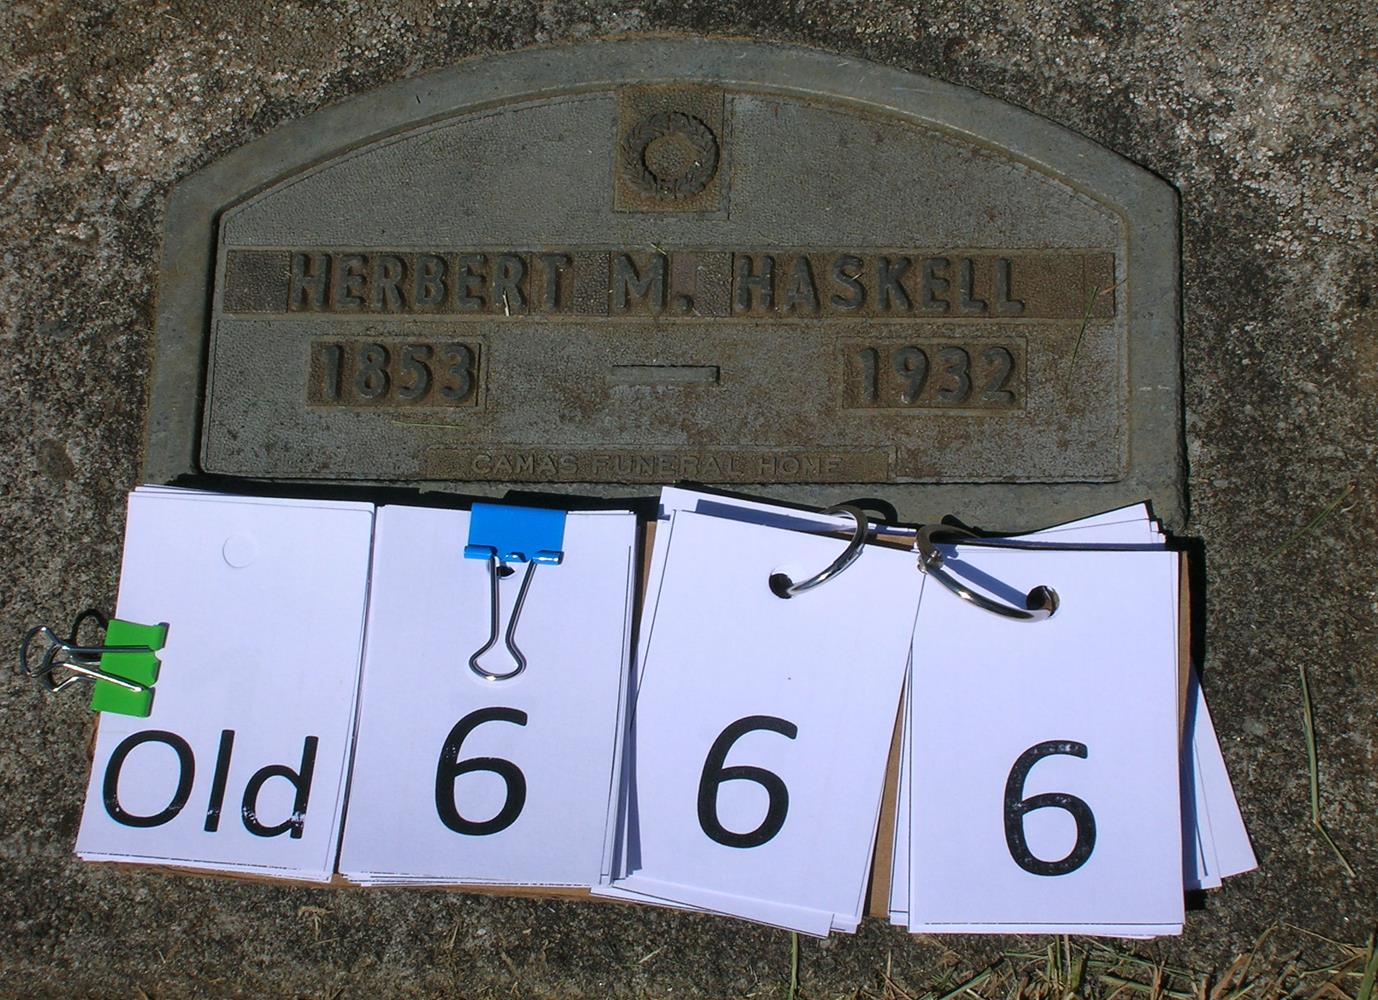 HERBERT M. HASKELL
1853 1932
CAMAS FUNERAL HOME
Old 6 6 6